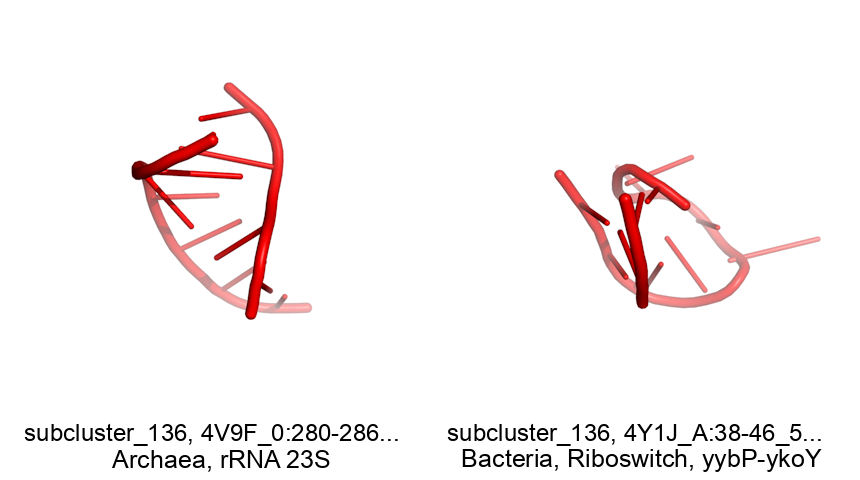 subcluster_136, 4V9F_0:280-286...
Archaea, rRNA 23S
subcluster_136, 4Y1J_A:38-46_5...
Bacteria, Riboswitch, yybP-ykoY